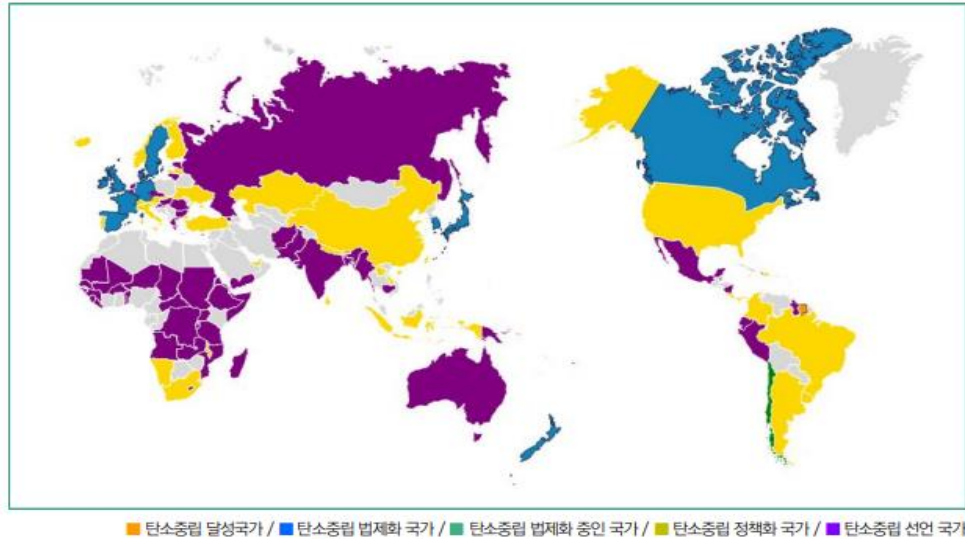 ■ 탄소중립 달성국가 / ■ 탄소중립 법제화 국가 / ■ 탄소중립 법제화 중인 국가 / ■ 탄소중립 정책화 국가 / ■ 탄소중립 선언 국가